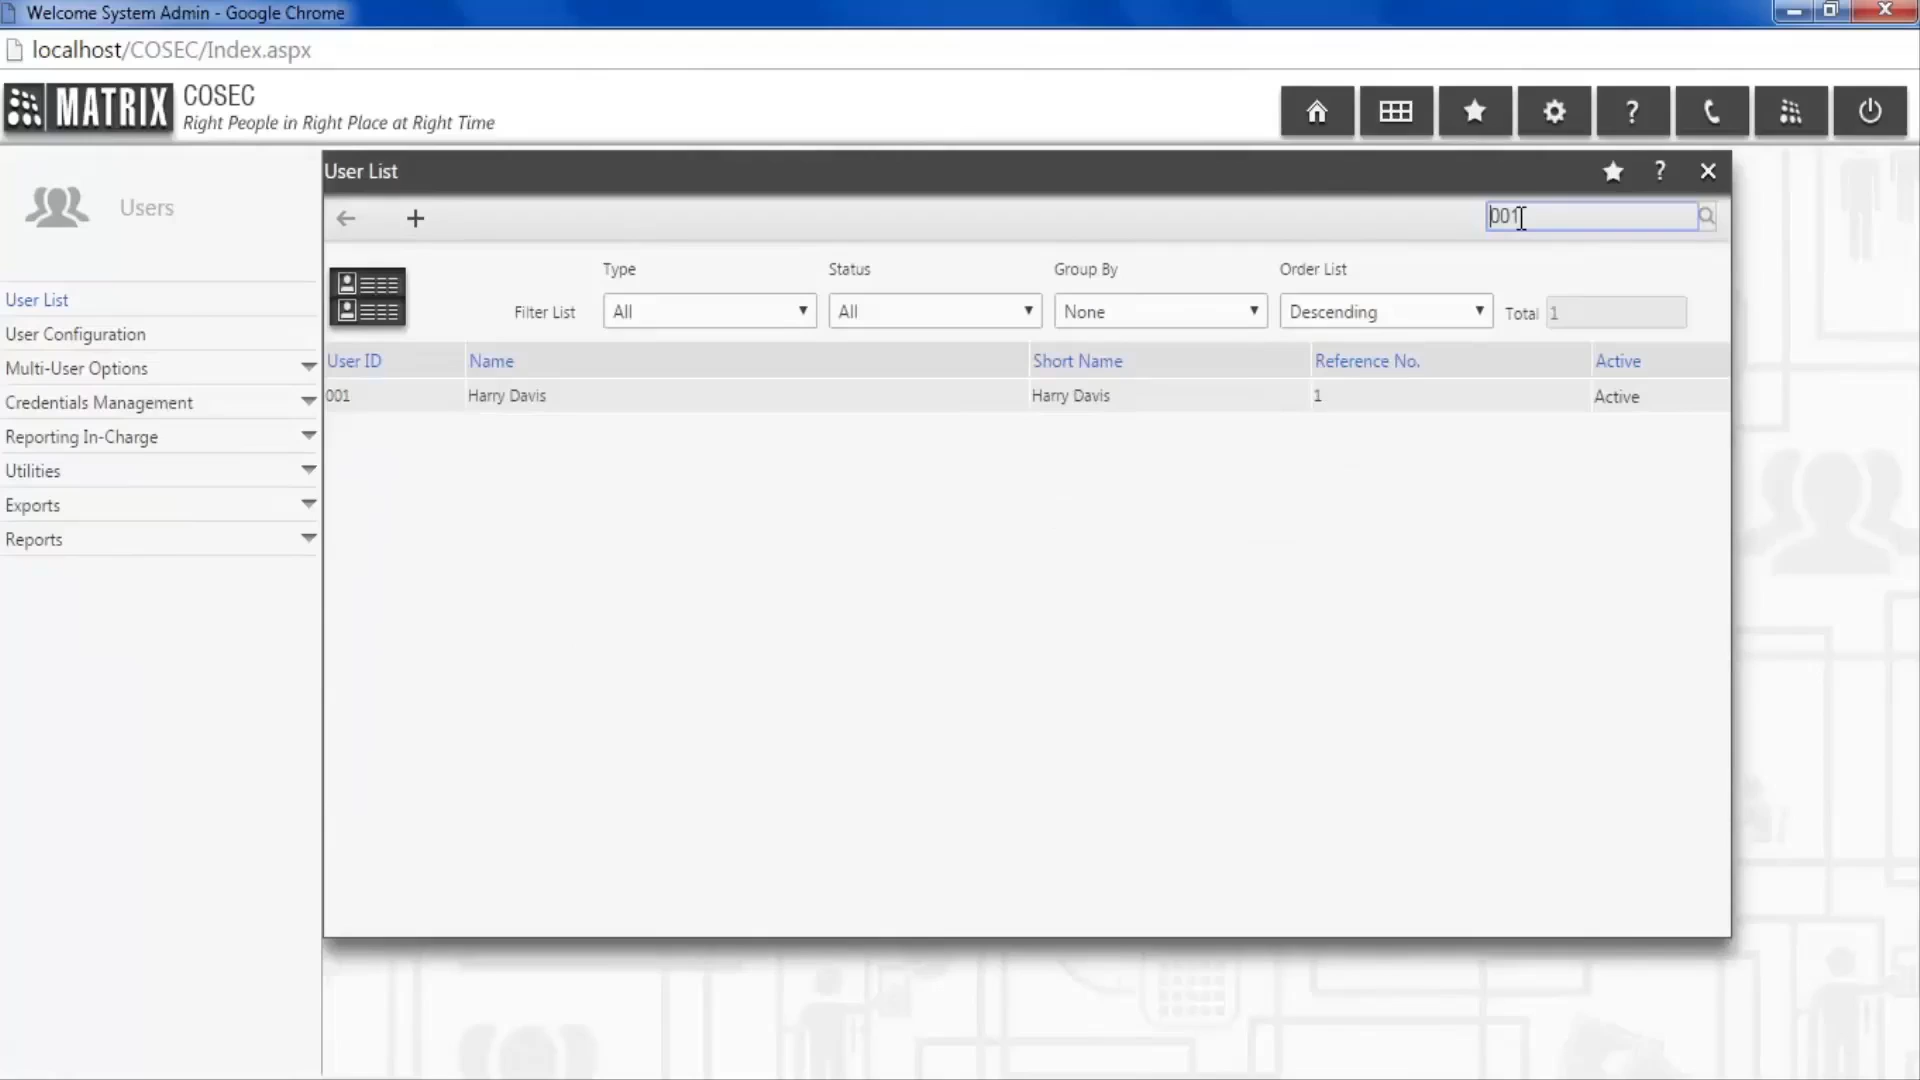 Welcome System Admin - Google Chrome
localhost/COSEC/Index.aspx
MATRIX
COSEC
Right People in Right Place at Right Time
?
Users
User List
User Configuration
Multi-User Options
Credentials Management
Reporting In-Charge
Utilities
Exports
Reports
User List
?
001
Type Status Group By Order List
Filter List All All None Descending Total 1
User ID Name Short Name Reference No. Active
001 Harry Davis Harry Davis 1 Active